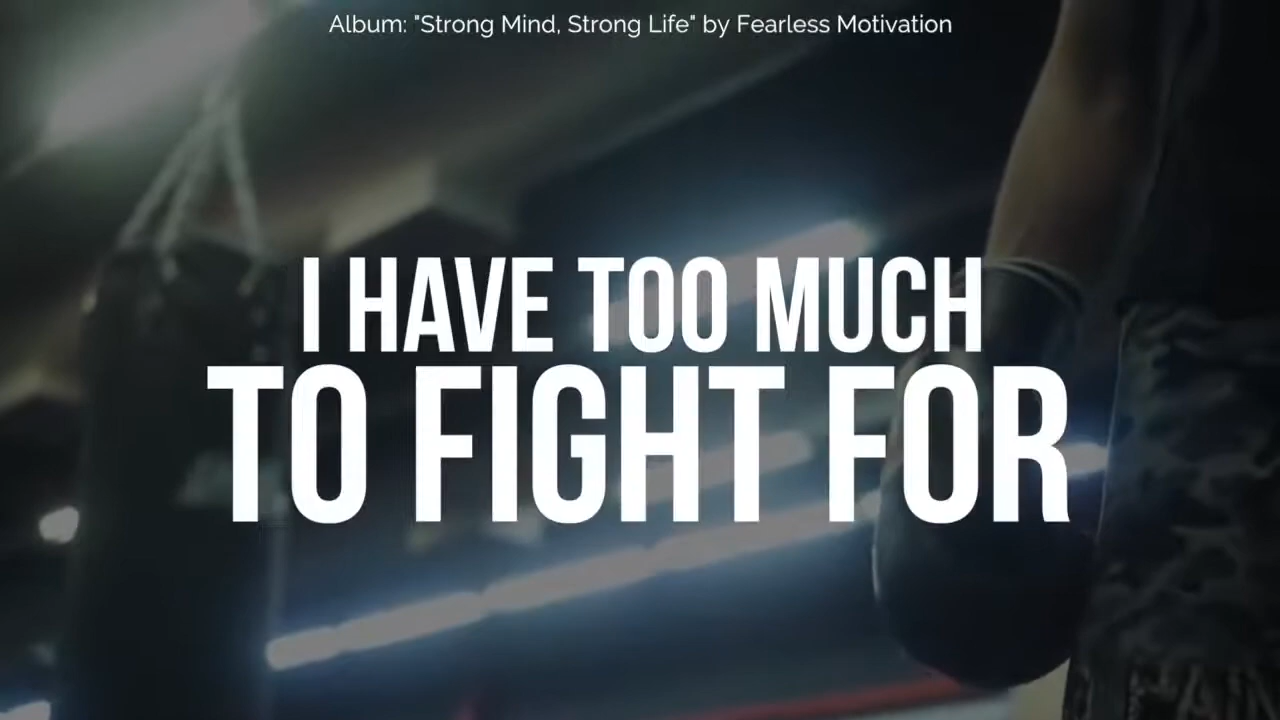 Album: "Strong Mind, Strong Life" by Fearless Motivation
I HAVE TOO MUCH
TO FIGHT FOR